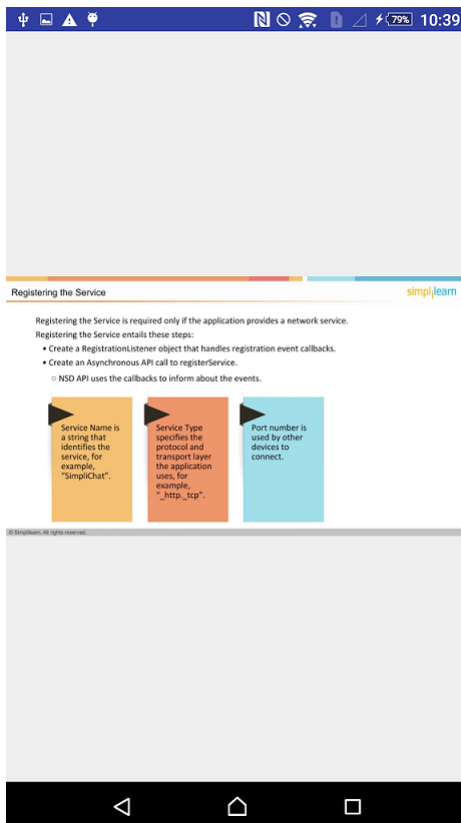 79%
10:39
Registering the Service
simplilearn
Registering the Service is required only if the application provides a network service.
Registering the Service entails these steps:
• Create a RegistrationListener object that handles registration event callbacks.
• Create an Asynchronous API call to registerService.
○ NSD API uses the callbacks to inform about the events.
Service Name is
a string that
identifies the
service, for
example,
“SimpliChat”.
Service Type
specifies the
protocol and
transport layer
the application
uses, for
example,
“_http._tcp”.
Port number is
used by other
devices to
connect.
© Simplilearn. All rights reserved.